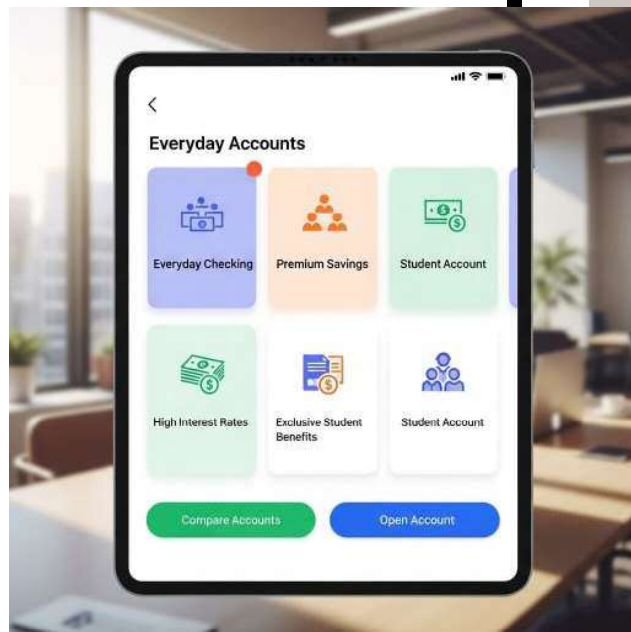 Everyday Accounts
Everyday Checking
Premium Savings
Student Account
High Interest Rates
Exclusive Student
Benefits
Student Account
Compare Accounts
Open Account